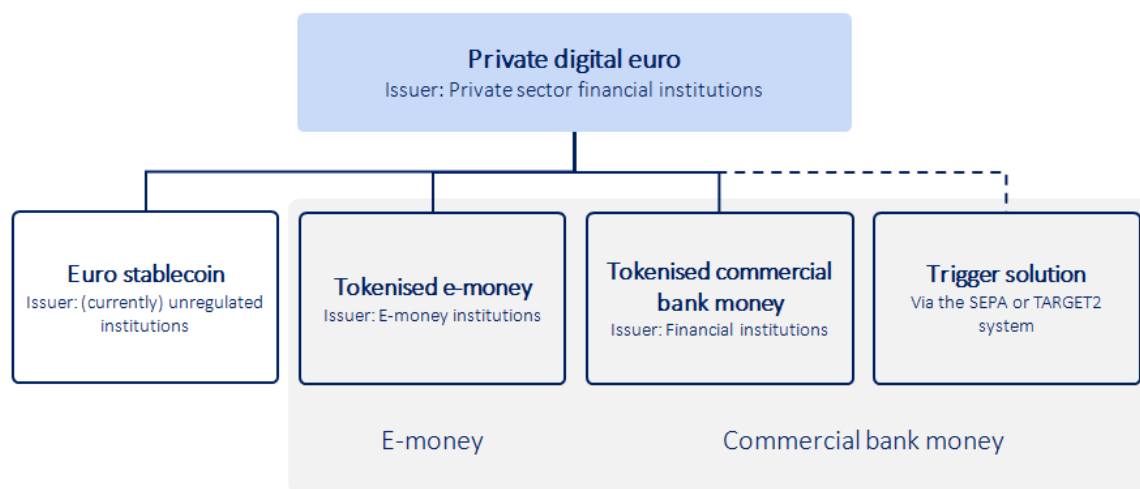 Private digital euro
Issuer: Private sector financial institutions
Euro stablecoin
Issuer: (currently) unregulated
institutions
Tokenised e-money
Issuer: E-money institutions
Tokenised commercial
bank money
Issuer: Financial institutions
Trigger solution
Via the SEPA or TARGET2
system
E-money
Commercial bank money